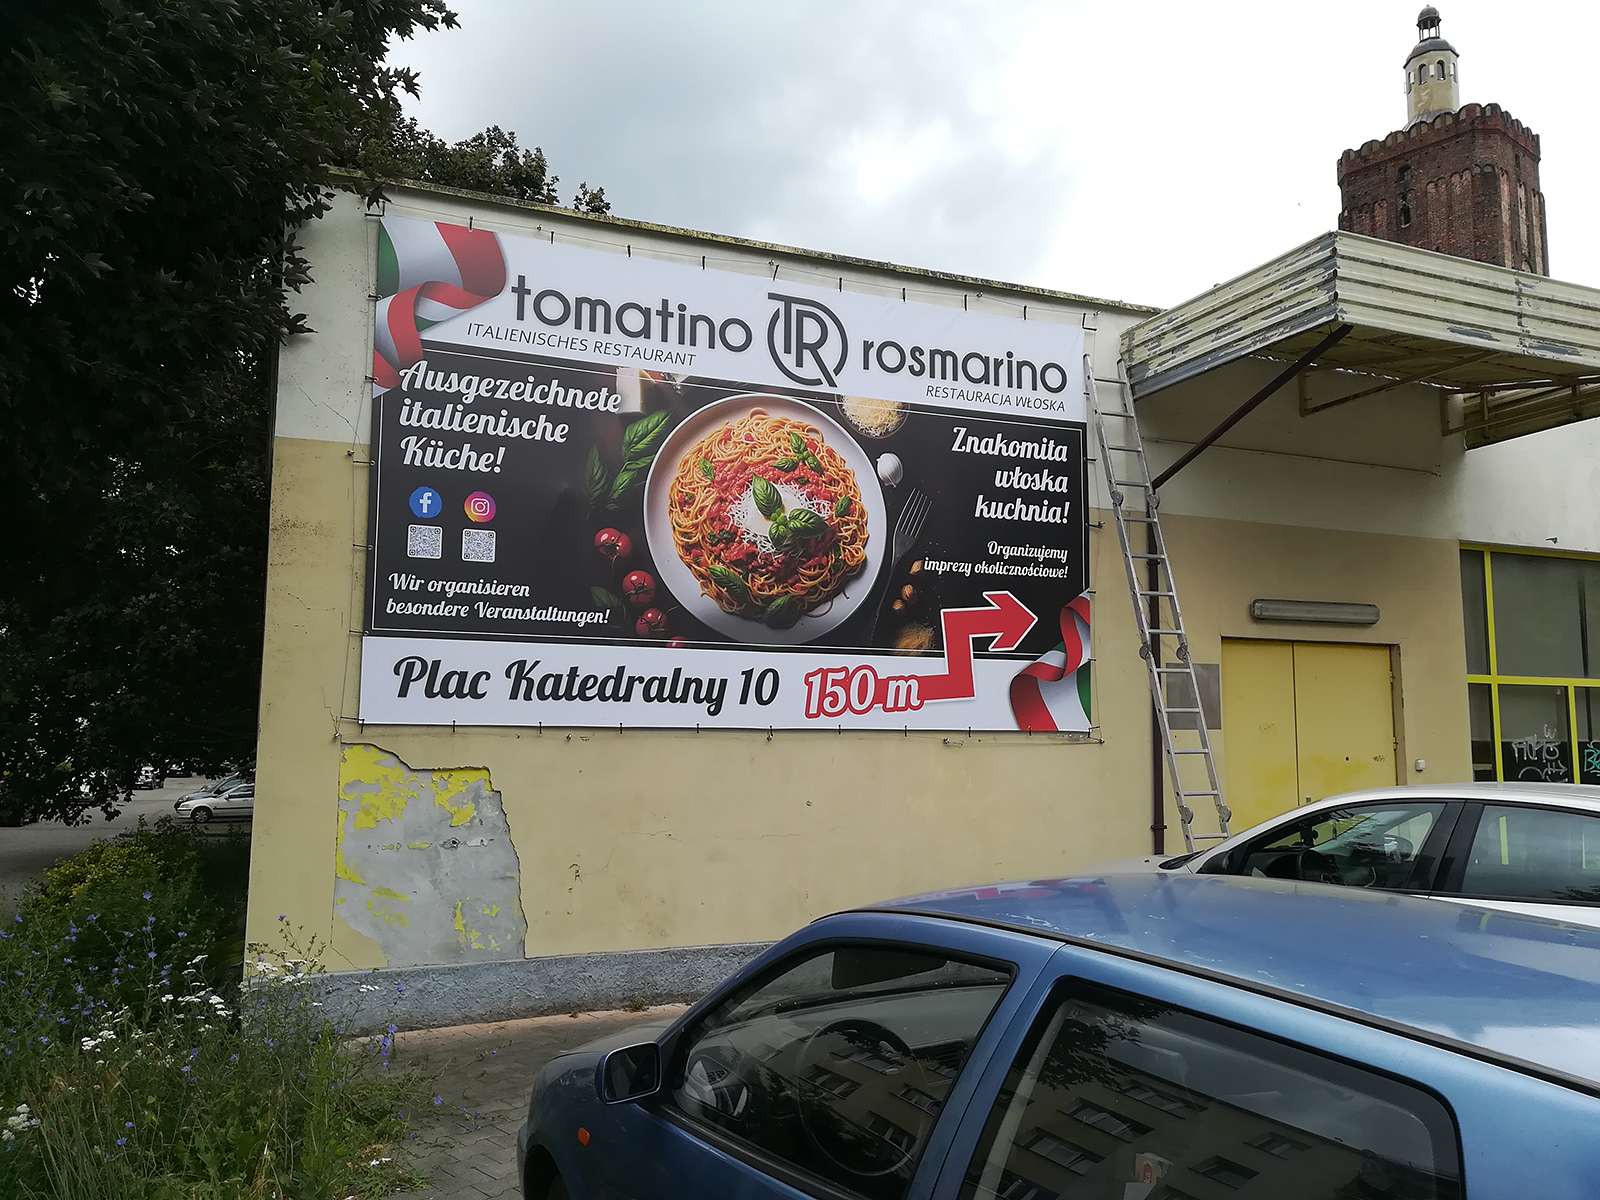 tomatino TR rosmarino
ITALIENISCHES RESTAURANT
RESTAURACJA WŁOSKA
Ausgezeichnete
italienische
Küche!
Wir organisieren
besondere Veranstaltungen!
Znakomita
włoska
kuchnia!
Organizujemy
imprezy okolicznościowe!
Plac Katedralny 10 150 m